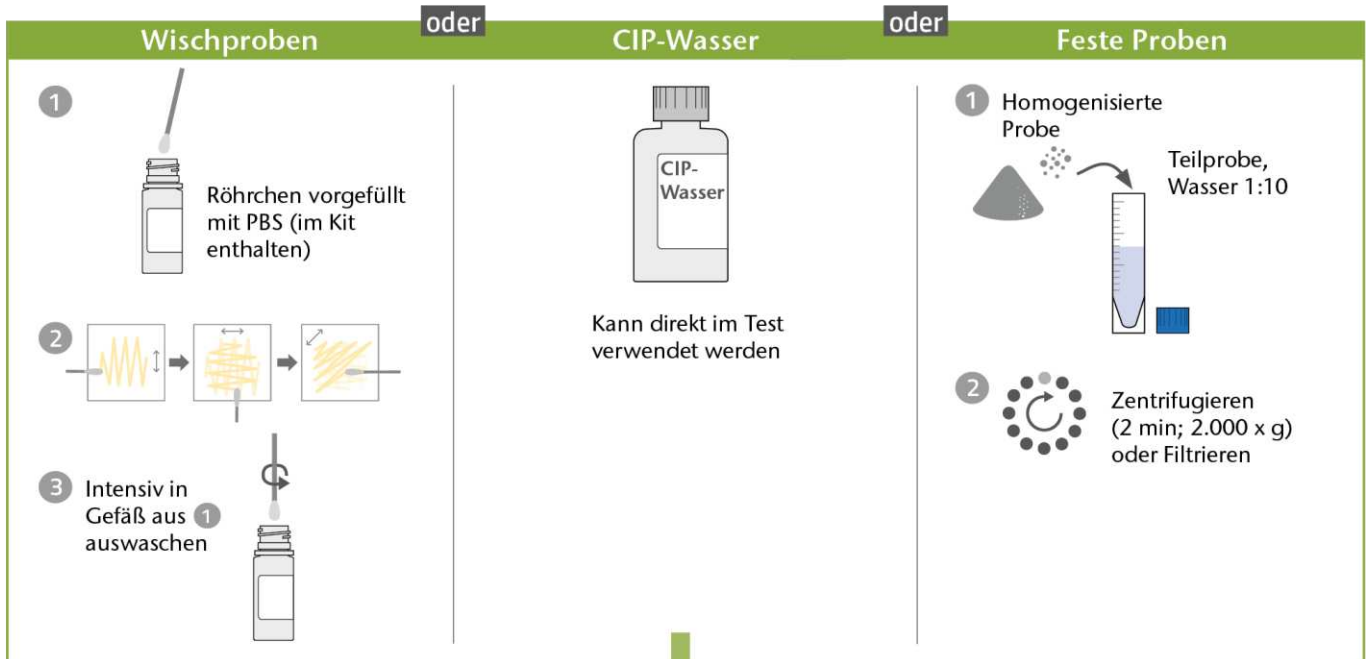 oder
oder
Wischproben
CIP-Wasser
Feste Proben
1
Röhrchen vorgefüllt
mit PBS (im Kit
enthalten)
2
3 Intensiv in
Gefäß aus 1
auswaschen
CIP-
Wasser
Kann direkt im Test
verwendet werden
1 Homogenisierte
Probe
Teilprobe,
Wasser 1:10
2
Zentrifugieren
(2 min; 2.000 x g)
oder Filtrieren